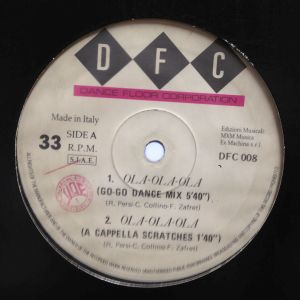 D F C
DANCE FLOOR CORPORATION
Made in Italy
Edizioni Musicali:
MXM Musica
Ex Machina s.r.l.
33 SIDE A
R.P.M.
S.I.A.E.
DFC 008
1. OLA-OLA-OLA
(GO-GO DANCE MIX 5'40")
(R. Persi-C. Collino-F. Zafret)
2. OLA-OLA-OLA
(A CAPPELLA SCRATCHES 1'40")
(R. Persi-C. Collino-F. Zafret)